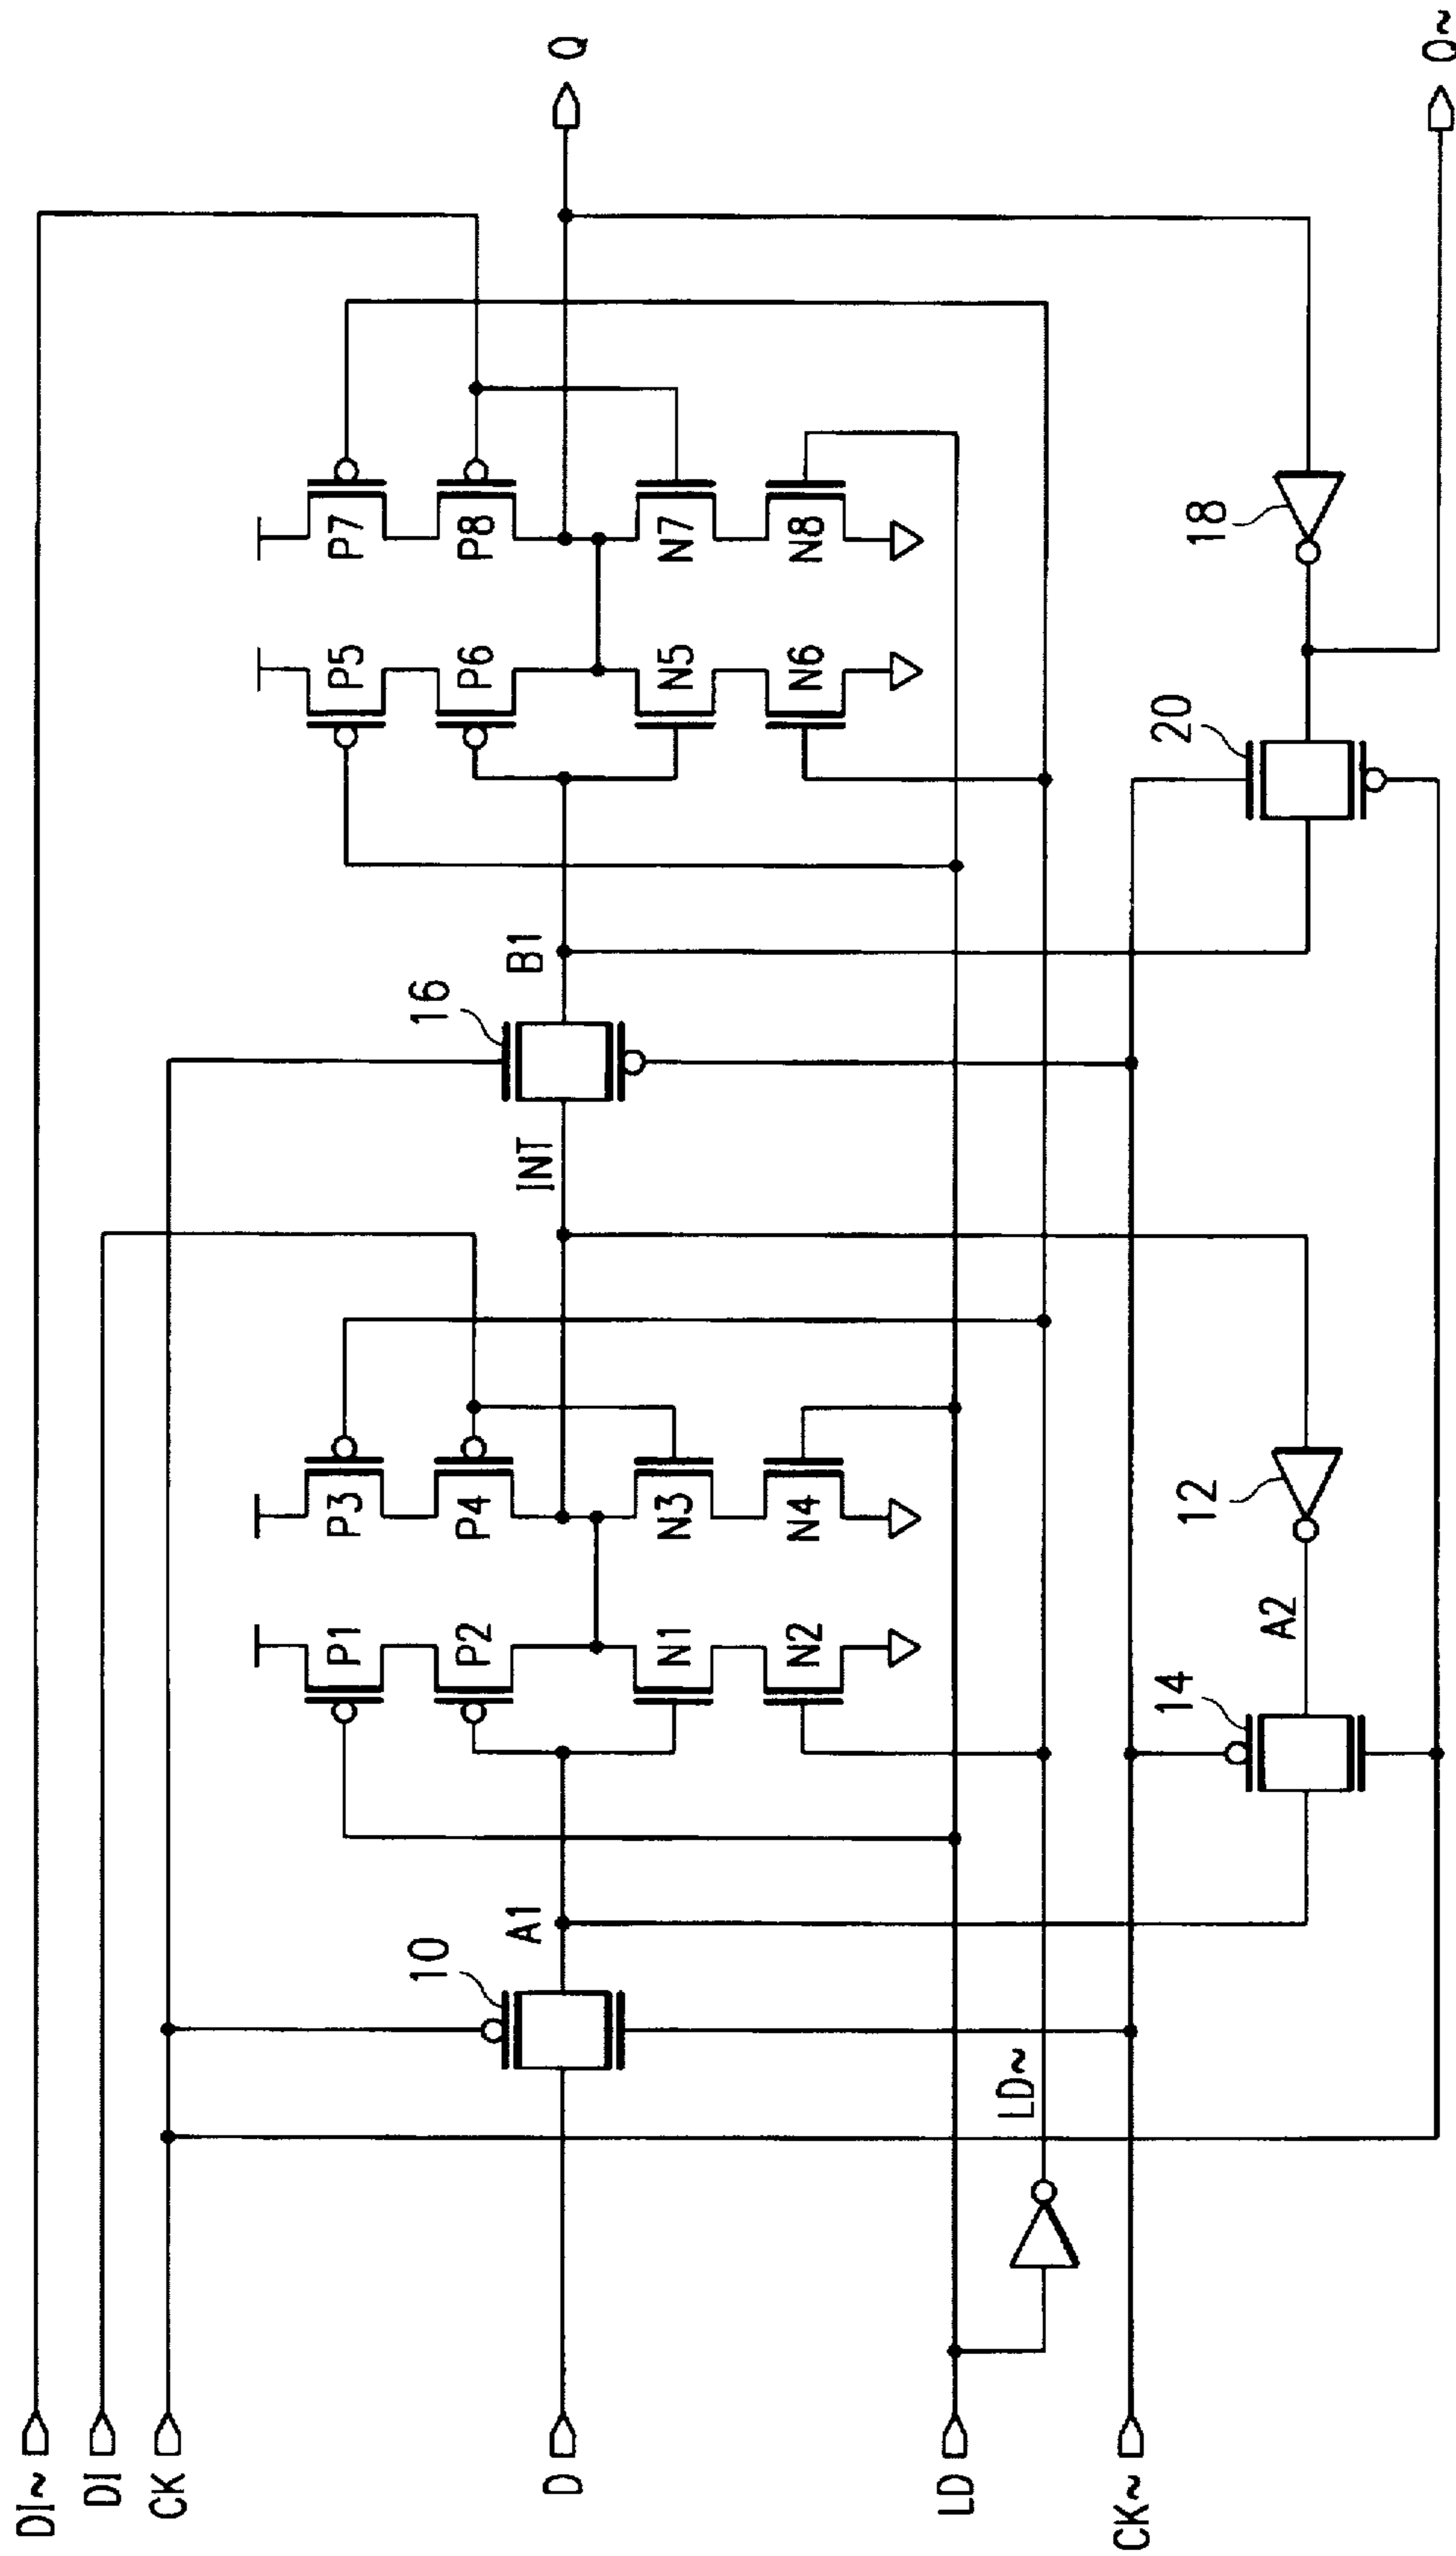 DI~
DI
CK
D
LD
CK~
LD~
10
A1
P1
P2
N1
N2
P3
P4
N3
N4
14
A2
12
INT
16
B1
P5
P6
N5
N6
P7
P8
N7
N8
20
18
Q
Q~